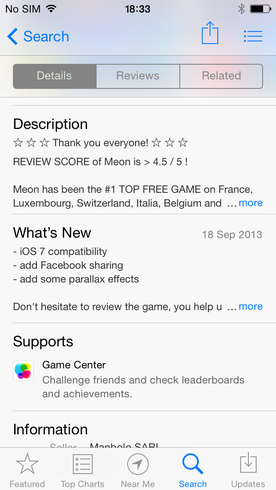 No SIM 18:33
Search
Details Reviews Related
Description
☆ ☆ ☆ Thank you everyone! ☆ ☆ ☆
REVIEW SCORE of Meon is > 4.5 / 5 !
Meon has been the #1 TOP FREE GAME on France,
Luxembourg, Switzerland, Italia, Belgium and ... more
What's New 18 Sep 2013
- iOS 7 compatibility
- add Facebook sharing
- add some parallax effects
Don't hesitate to review the game, you help u ... more
Supports
Game Center
Challenge friends and check leaderboards
and achievements.
Information
Seller Manbolo SARL
Featured Top Charts Near Me Search Updates